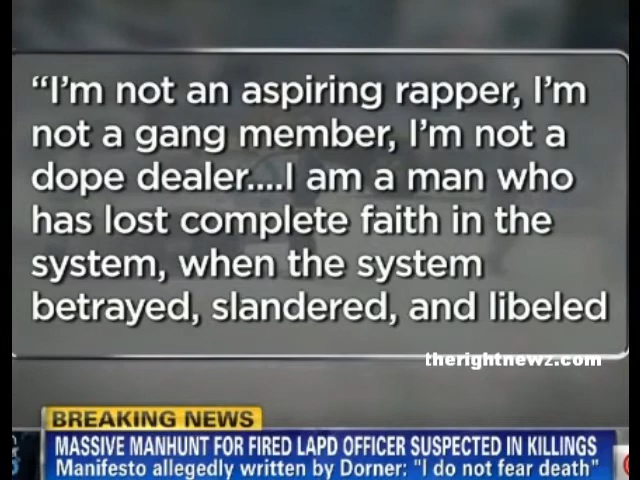 “I’m not an aspiring rapper, I’m
not a gang member, I’m not a
dope dealer....I am a man who
has lost complete faith in the
system, when the system
betrayed, slandered, and libeled
therightnewz.com
BREAKING NEWS
MASSIVE MANHUNT FOR FIRED LAPD OFFICER SUSPECTED IN KILLINGS
Manifesto allegedly written by Dorner: "I do not fear death"